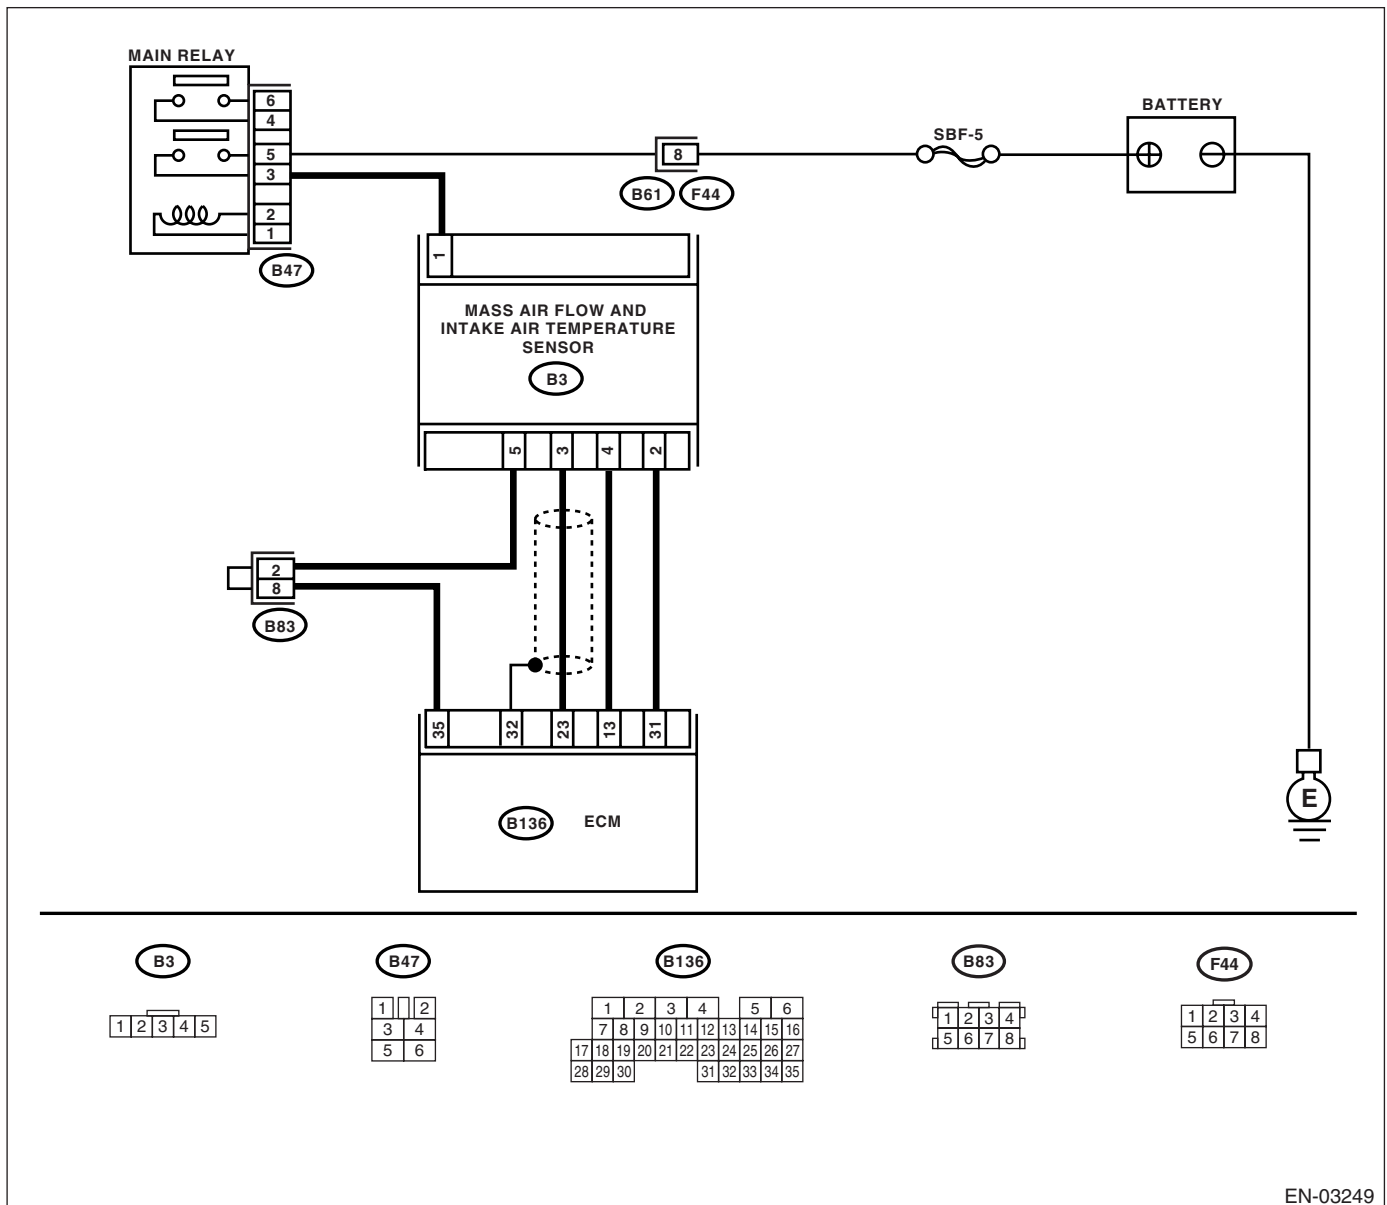 MAIN RELAY
6
4
5
3
2
1
B47
8
B61 F44
SBF-5
BATTERY
1
MASS AIR FLOW AND
INTAKE AIR TEMPERATURE
SENSOR
B3
5 3 4 2
2
8
B83
35 32 23 13 31
B136 ECM
E
B3
1 2 3 4 5
B47
1 2
3 4
5 6
B136
1 2 3 4 5 6
7 8 9 10 11 12 13 14 15 16
17 18 19 20 21 22 23 24 25 26 27
28 29 30 31 32 33 34 35
B83
1 2 3 4
5 6 7 8
F44
1 2 3 4
5 6 7 8
EN-03249